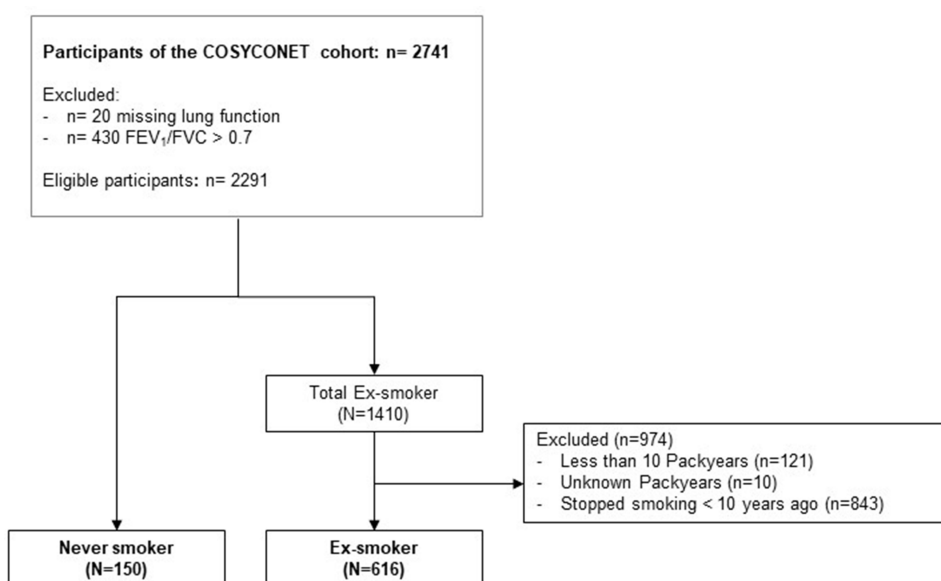 Participants of the COSYCONET cohort: n= 2741
Excluded:
- n= 20 missing lung function
- n= 430 FEV₁/FVC > 0.7
Eligible participants: n= 2291
Total Ex-smoker
(N=1410)
Excluded (n=974)
- Less than 10 Packyears (n=121)
- Unknown Packyears (n=10)
- Stopped smoking < 10 years ago (n=843)
Never smoker
(N=150)
Ex-smoker
(N=616)